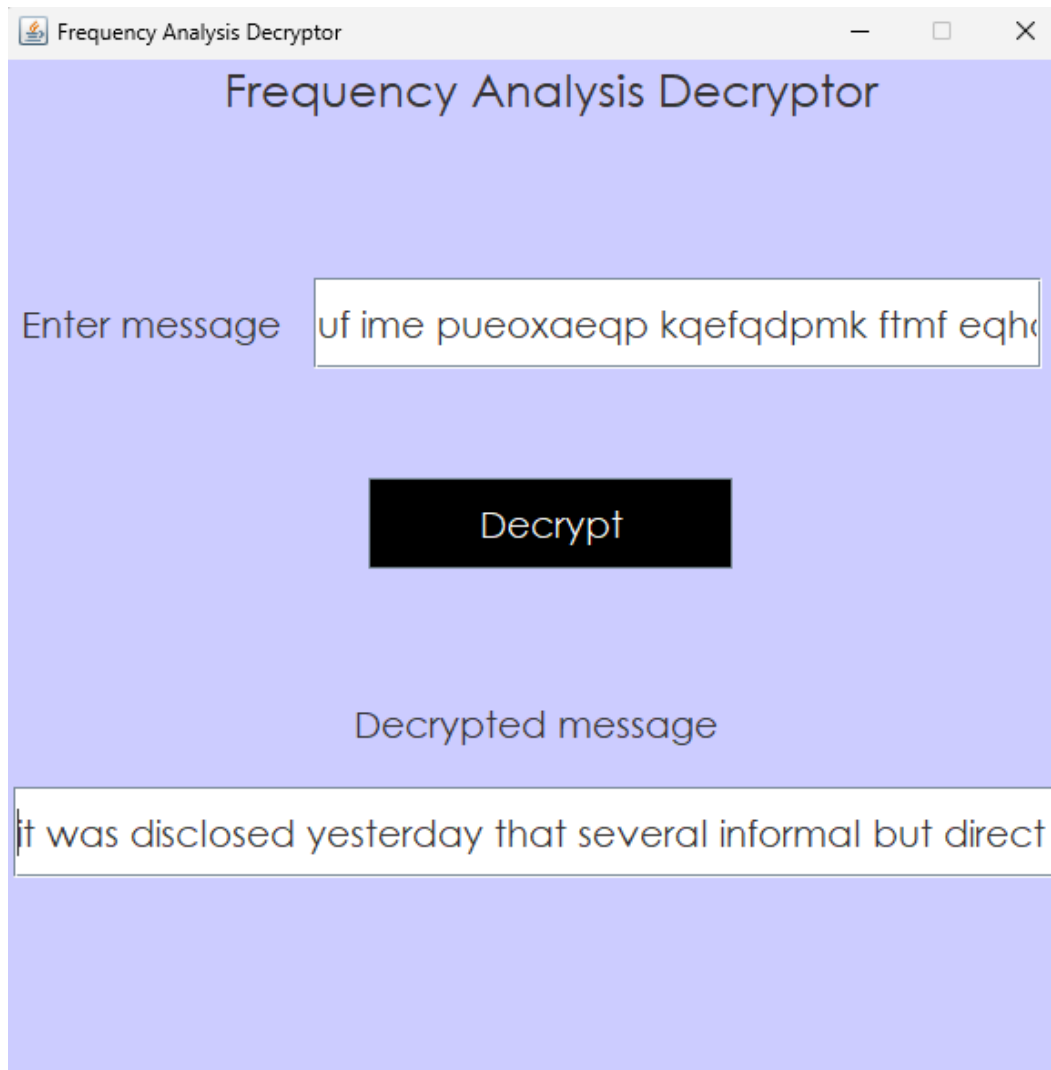 Frequency Analysis Decryptor
Frequency Analysis Decryptor
Enter message uf ime pueoxaeqp kqefqdpmk ftmf
Decrypt
Decrypted message
it was disclosed yesterday that several informal but direct